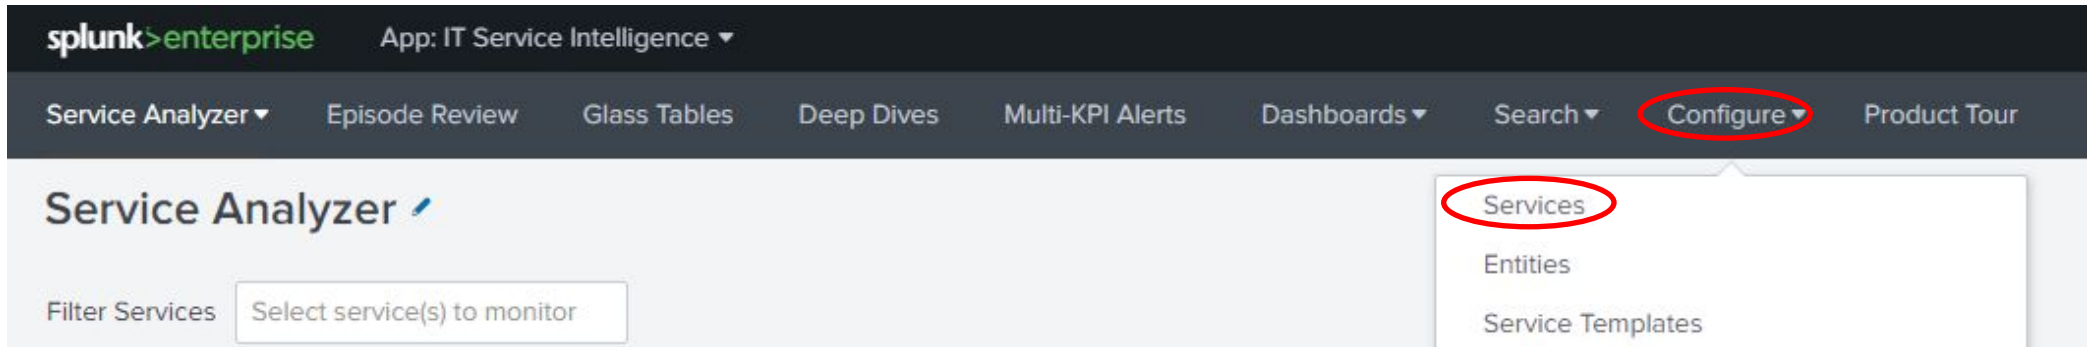 splunk>enterprise App: IT Service Intelligence
Service Analyzer Episode Review Glass Tables Deep Dives Multi-KPI Alerts Dashboards Search Configure Product Tour
Service Analyzer
Services
Entities
Filter Services Select service(s) to monitor
Service Templates